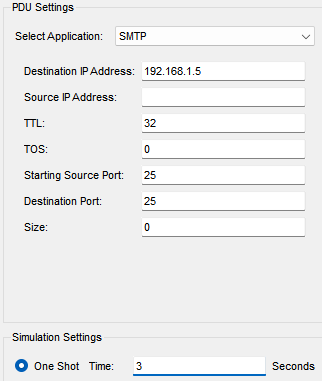 PDU Settings
Select Application: SMTP
Destination IP Address: 192.168.1.5
Source IP Address:
TTL: 32
TOS: 0
Starting Source Port: 25
Destination Port: 25
Size: 0
Simulation Settings
One Shot Time: 3 Seconds